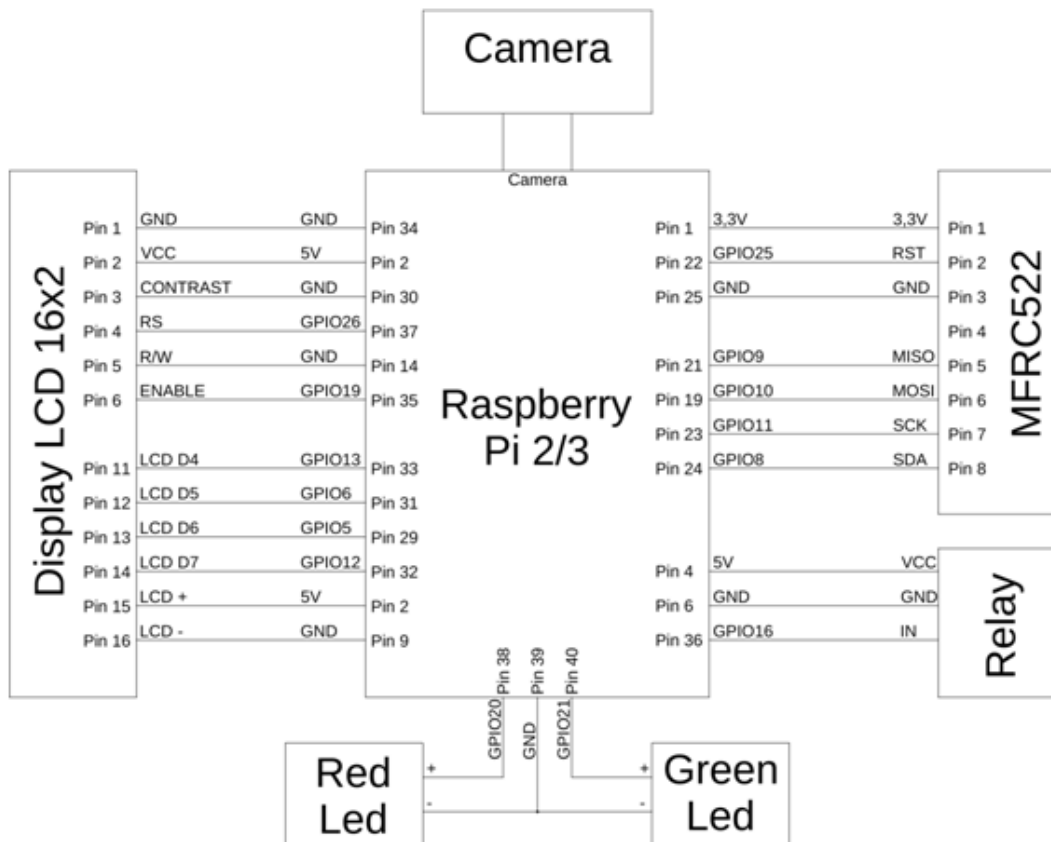 Camera
Camera
Display LCD 16x2
Pin 1 GND GND Pin 34
Pin 2 VCC 5V Pin 2
Pin 3 CONTRAST GND Pin 30
Pin 4 RS GPIO26 Pin 37
Pin 5 R/W GND Pin 14
Pin 6 ENABLE GPIO19 Pin 35
Pin 11 LCD D4 GPIO13 Pin 33
Pin 12 LCD D5 GPIO6 Pin 31
Pin 13 LCD D6 GPIO5 Pin 29
Pin 14 LCD D7 GPIO12 Pin 32
Pin 15 LCD + 5V Pin 2
Pin 16 LCD - GND Pin 9
Raspberry
Pi 2/3
Pin 1 3,3V 3,3V Pin 1
Pin 22 GPIO25 RST Pin 2
Pin 25 GND GND Pin 3
Pin 4
Pin 21 GPIO9 MISO Pin 5
Pin 19 GPIO10 MOSI Pin 6
Pin 23 GPIO11 SCK Pin 7
Pin 24 GPIO8 SDA Pin 8
MFRC522
Pin 4 5V VCC
Pin 6 GND GND
Pin 36 GPIO16 IN
Relay
Pin 38 Pin 39 Pin 40
GPIO20 GND GPIO21
Red
Led
+
-
+
-
Green
Led